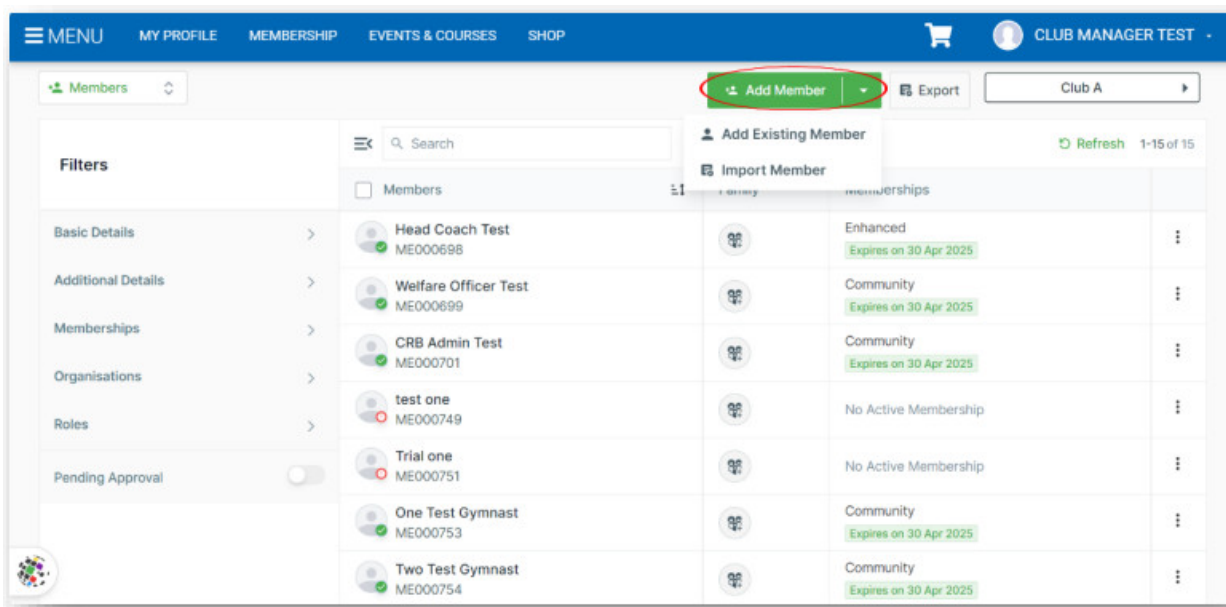 MENU MY PROFILE MEMBERSHIP EVENTS & COURSES SHOP CLUB MANAGER TEST
Members Add Member Export Club A
Add Existing Member
Import Member
Filters
Search Refresh 1-15 of 15
Members Family Memberships
Basic Details
Additional Details
Memberships
Organisations
Roles
Pending Approval
Head Coach Test Enhanced
ME000698 Expires on 30 Apr 2025
Welfare Officer Test Community
ME000699 Expires on 30 Apr 2025
CRB Admin Test Community
ME000701 Expires on 30 Apr 2025
test one No Active Membership
ME000749
Trial one No Active Membership
ME000751
One Test Gymnast Community
ME000753 Expires on 30 Apr 2025
Two Test Gymnast Community
ME000754 Expires on 30 Apr 2025